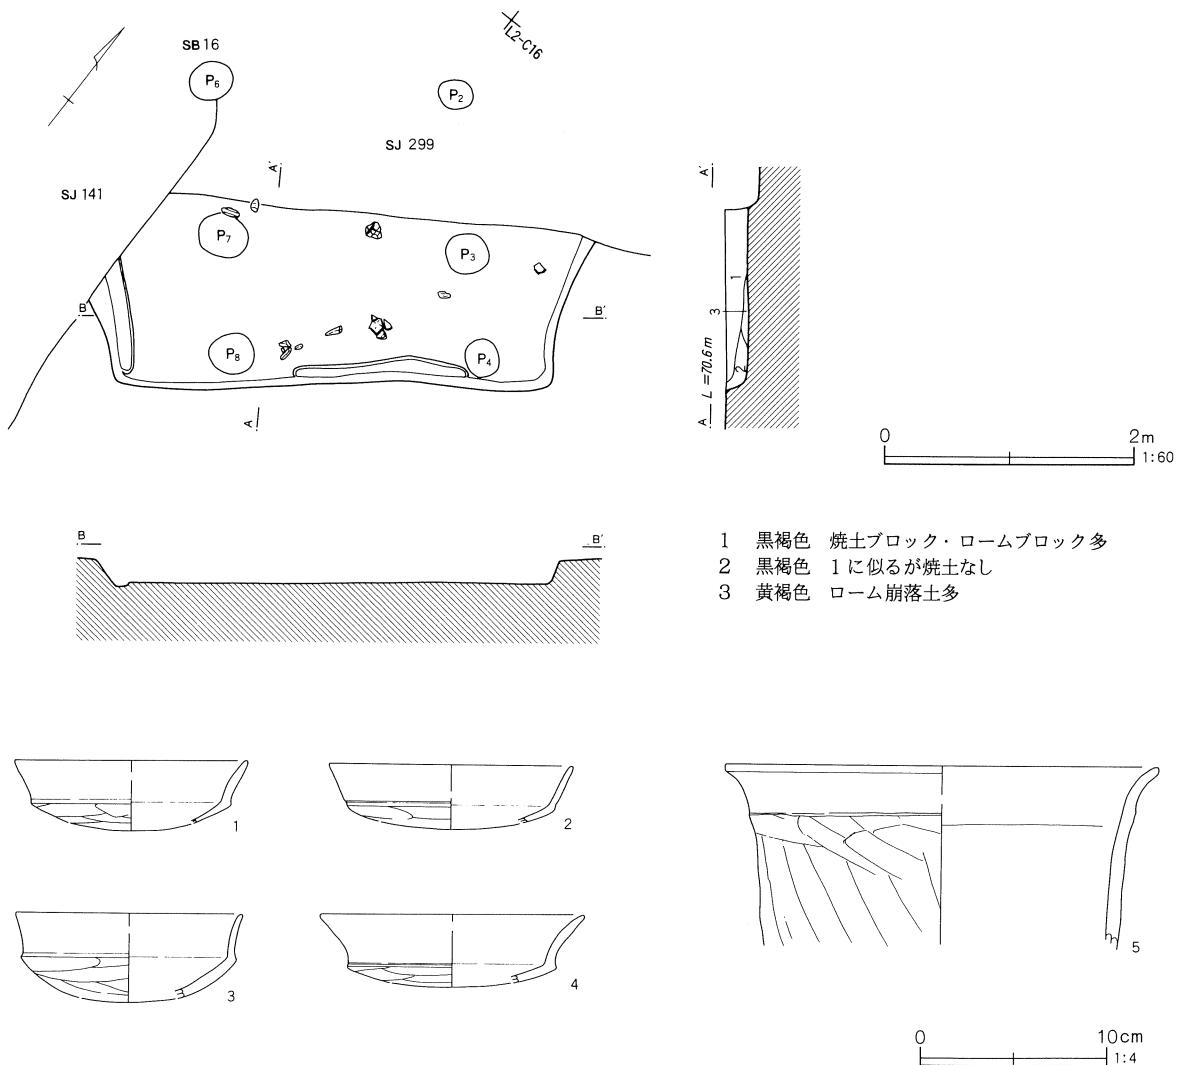 SB 16
L2-C16
P6
P2
SJ 299
A'
A'
SJ 141
P7
P3
1
B
B'
3
P8
P4
2
A
A L=70.6m
0 2m
1:60
B
B'
1 黒褐色 焼土ブロック・ロームブロック多
2 黒褐色 1に似るが焼土なし
3 黄褐色 ローム崩落土多
1
2
3
4
5
0 10cm
1:4